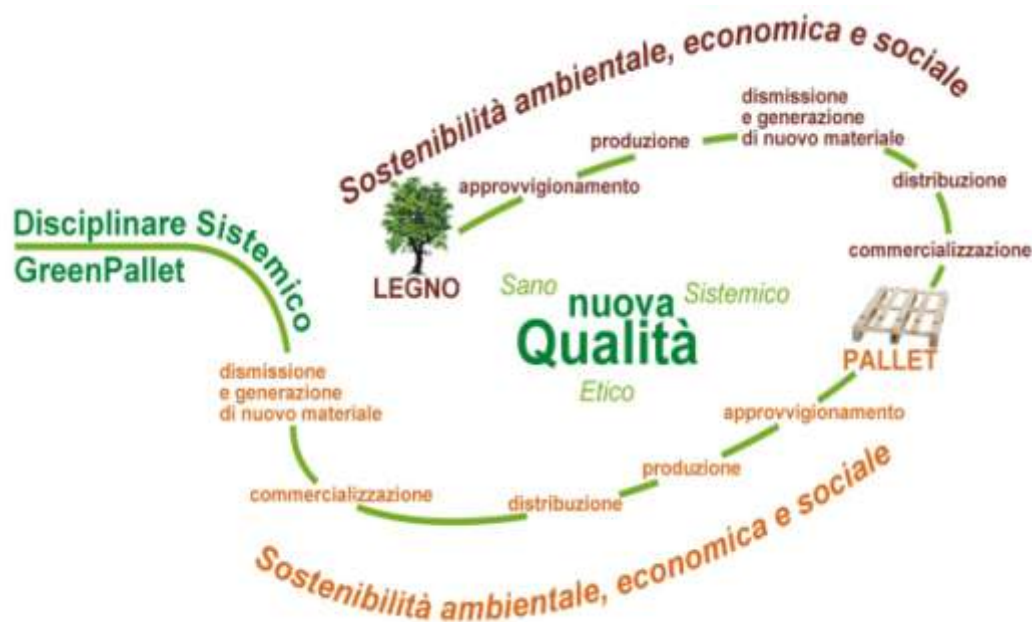 Sostenibilità ambientale, economica e sociale
dismissione
e generazione
di nuovo materiale
produzione
approvvigionamento
distribuzione
Disciplinare Sistemico
GreenPallet
commercializzazione
LEGNO
Sano
nuova
Sistemico
Qualità
Etico
PALLET
dismissione
e generazione
di nuovo materiale
approvvigionamento
produzione
commercializzazione
distribuzione
Sostenibilità ambientale, economica e sociale